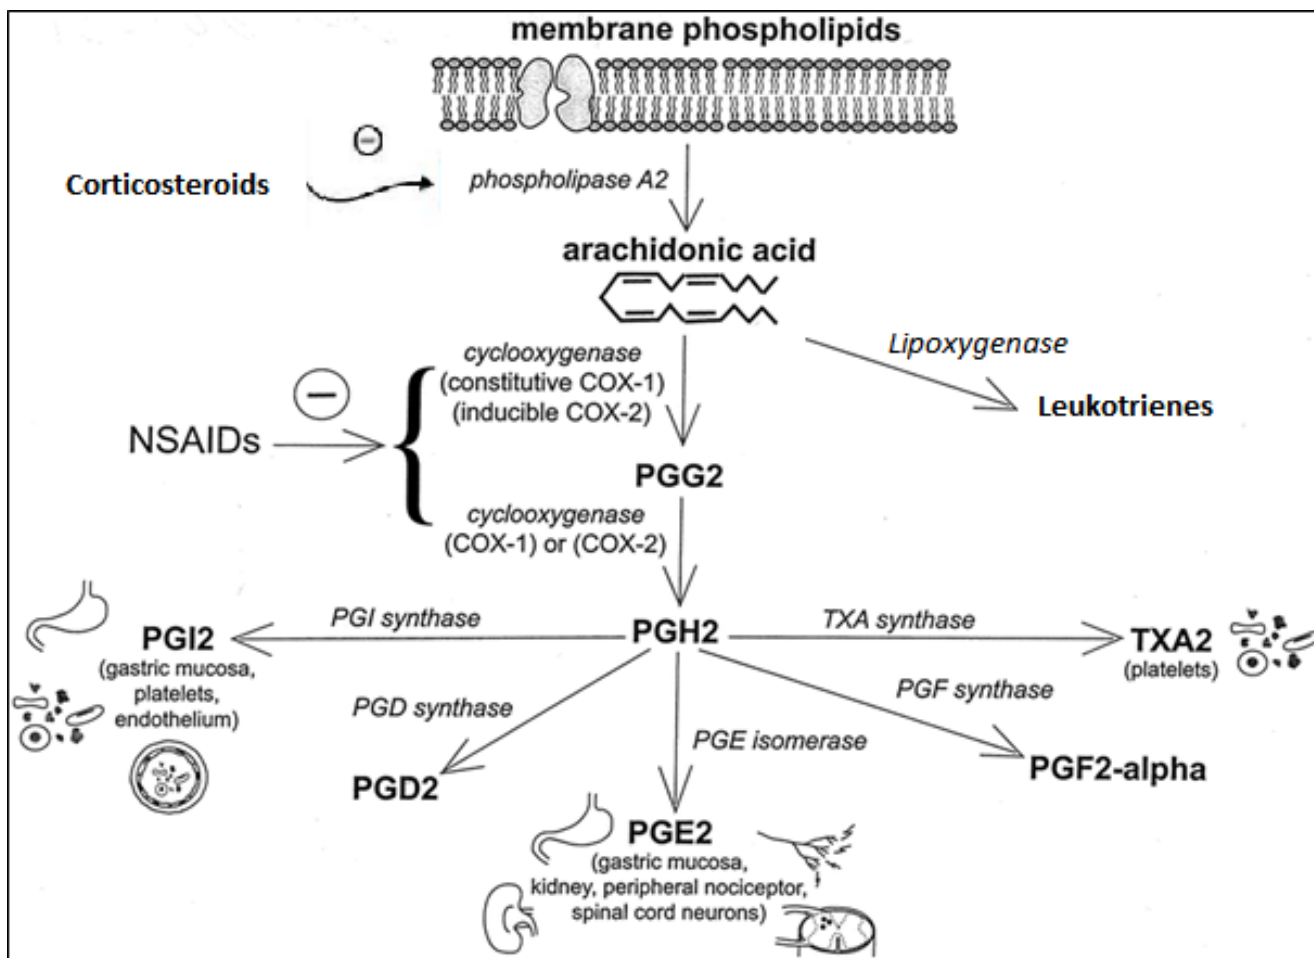 membrane phospholipids
Corticosteroids
phospholipase A2
arachidonic acid
Lipoxygenase
Leukotrienes
cyclooxygenase
(constitutive COX-1)
(inducible COX-2)
NSAIDs
PGG2
cyclooxygenase
(COX-1) or (COX-2)
PGI synthase
PGH2
TXA synthase
PGI2
(gastric mucosa,
platelets,
endothelium)
TXA2
(platelets)
PGD synthase
PGF synthase
PGE isomerase
PGD2
PGF2-alpha
PGE2
(gastric mucosa,
kidney, peripheral nociceptor,
spinal cord neurons)